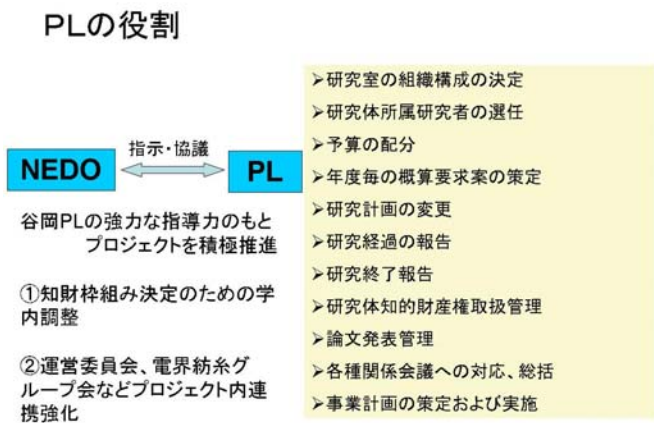 PLの役割
NEDO
指示・協議
PL
谷岡PLの強力な指導力のもと
プロジェクトを積極推進
①知財枠組み決定のための学
内調整
②運営委員会、電界紡糸グ
ループ会などプロジェクト内連
携強化
➢研究室の組織構成の決定
➢研究体所属研究者の選任
➢予算の配分
➢年度毎の概算要求案の策定
➢研究計画の変更
➢研究経過の報告
➢研究終了報告
➢研究体知的財産権取扱管理
➢論文発表管理
➢各種関係会議への対応、総括
➢事業計画の策定および実施